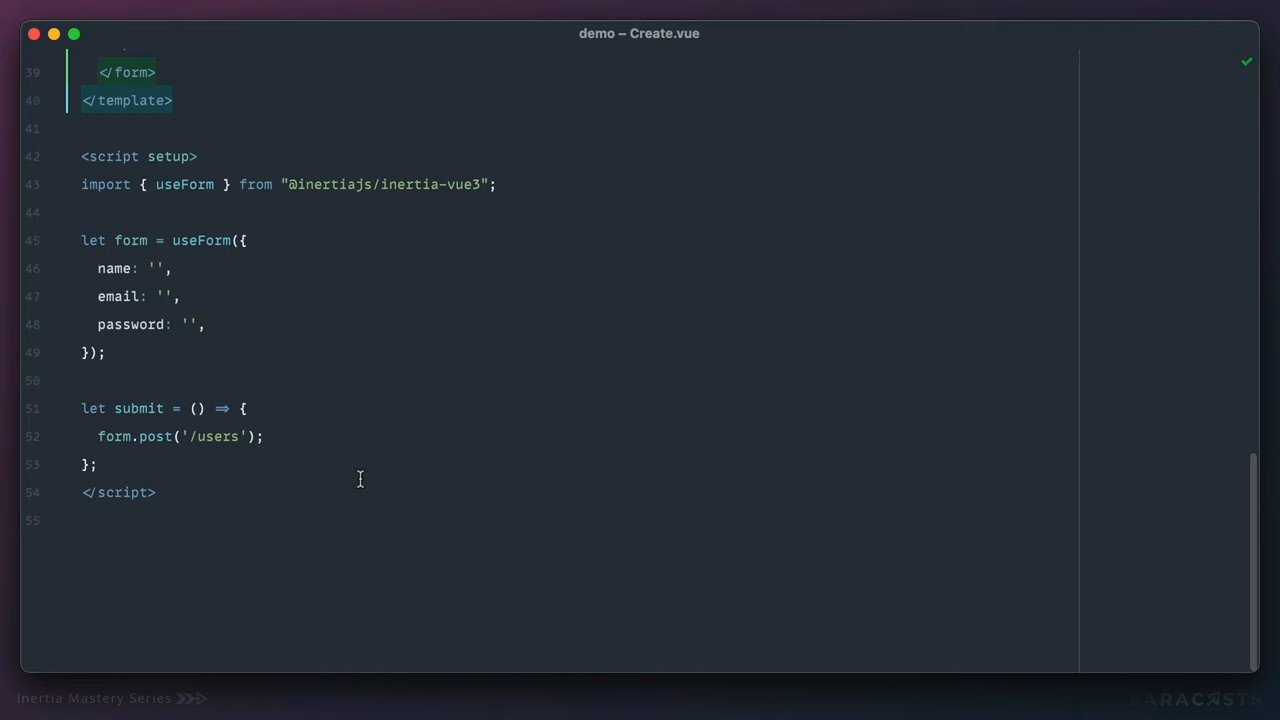 demo – Create.vue
39 </form>
40 </template>
41
42 <script setup>
43 import { useForm } from "@inertiajs/inertia-vue3";
44
45 let form = useForm({
46 name: '',
47 email: '',
48 password: '',
49 });
50
51 let submit = () => {
52 form.post('/users');
53 };
54 </script>
55
Inertia Mastery Series
LARACASTS